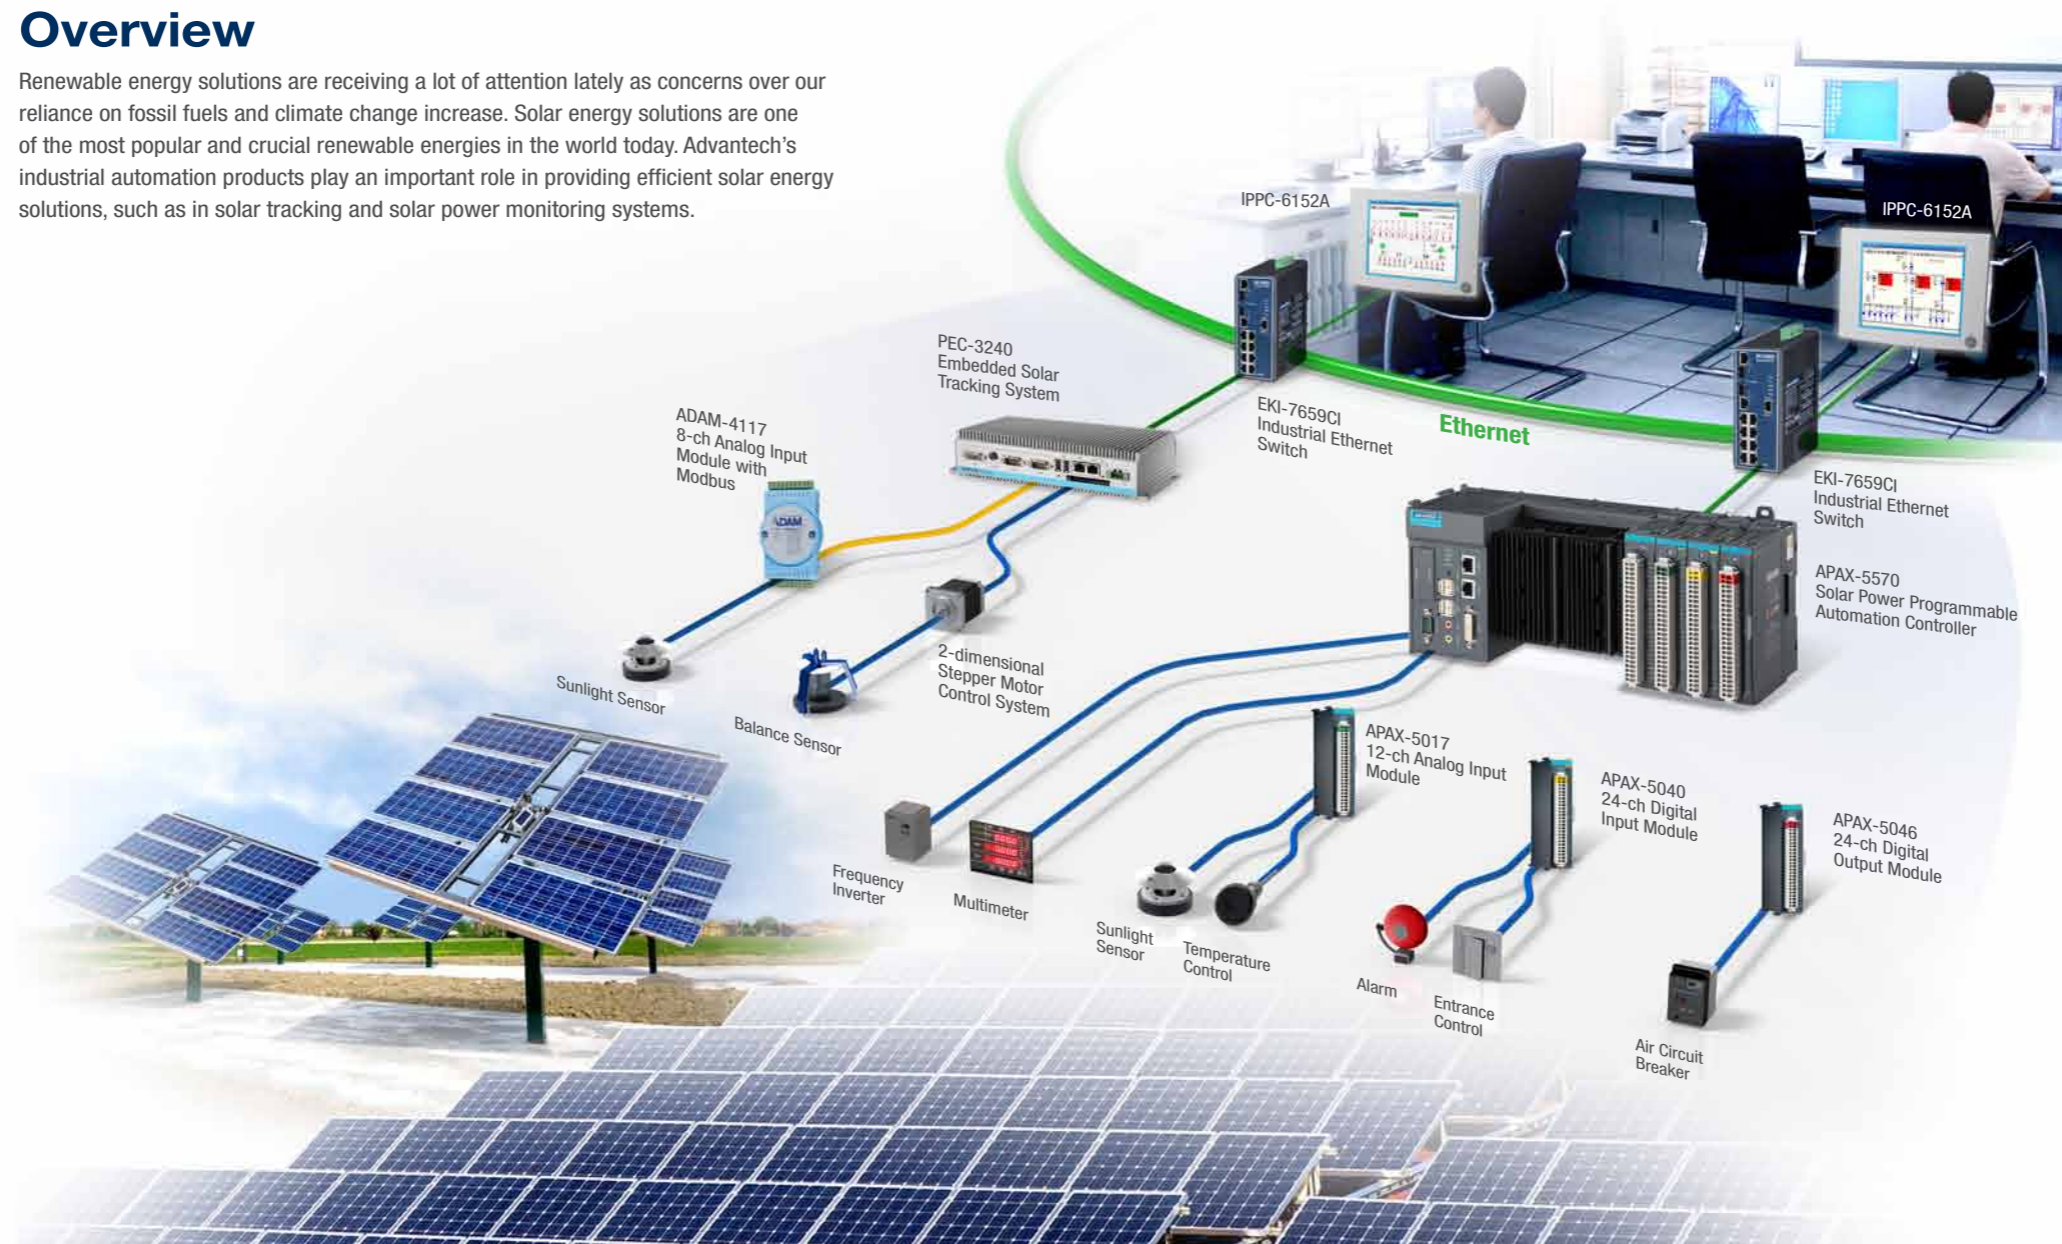 Overview
Renewable energy solutions are receiving a lot of attention lately as concerns over our
reliance on fossil fuels and climate change increase. Solar energy solutions are one
of the most popular and crucial renewable energies in the world today. Advantech's
industrial automation products play an important role in providing efficient solar energy
solutions, such as in solar tracking and solar power monitoring systems.
IPPC-6152A
IPPC-6152A
PEC-3240
Embedded Solar
Tracking System
ADAM-4117
8-ch Analog Input
Module with
Modbus
ADAM
EKI-7659CI
Industrial Ethernet
Switch
Ethernet
EKI-7659CI
Industrial Ethernet
Switch
APAX-5570
Solar Power Programmable
Automation Controller
Sunlight Sensor
Balance Sensor
2-dimensional
Stepper Motor
Control System
APAX-5017
12-ch Analog Input
Module
APAX-5040
24-ch Digital
Input Module
APAX-5046
24-ch Digital
Output Module
Frequency
Inverter
Multimeter
Sunlight
Sensor
Temperature
Control
Alarm
Entrance
Control
Air Circuit
Breaker